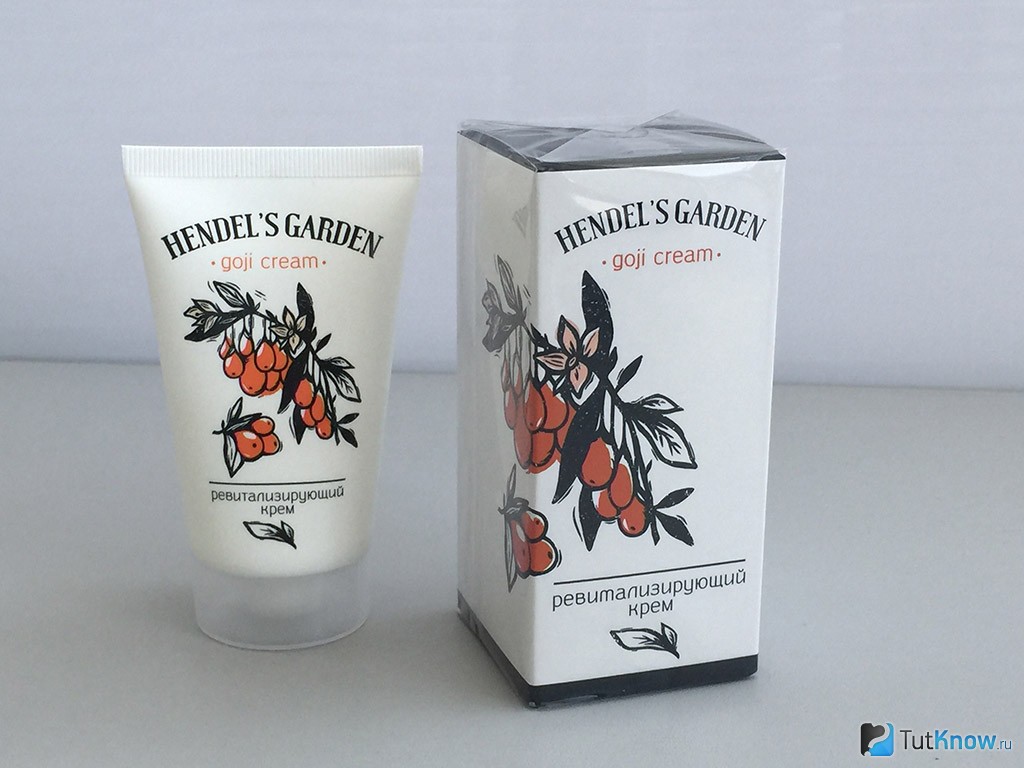 HENDEL'S GARDEN
• goji cream •
ревитализирующий
крем
HENDEL'S GARDEN
• goji cream •
ревитализирующий
крем
TutKnow.ru